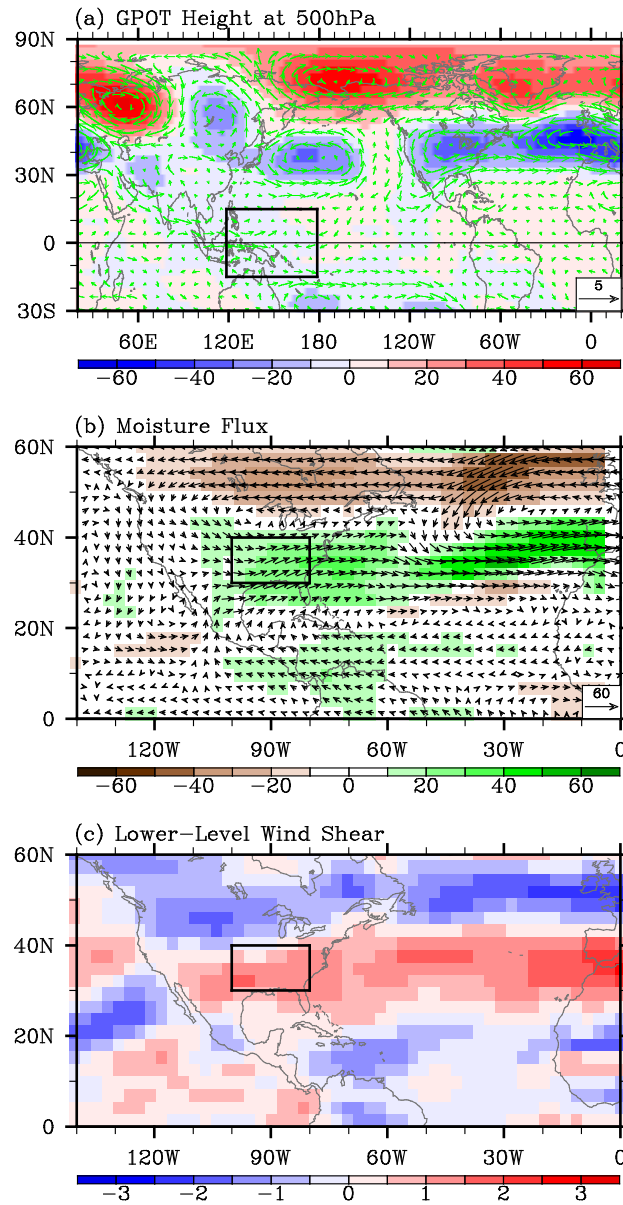 (a) GPOT Height at 500hPa
90N
60N
30N
0
30S
5
60E 120E 180 120W 60W 0
−60 −40 −20 0 20 40 60
(b) Moisture Flux
60N
40N
20N
0
60
120W 90W 60W 30W 0
−60 −40 −20 0 20 40 60
(c) Lower-Level Wind Shear
60N
40N
20N
0
120W 90W 60W 30W 0
−3 −2 −1 0 1 2 3